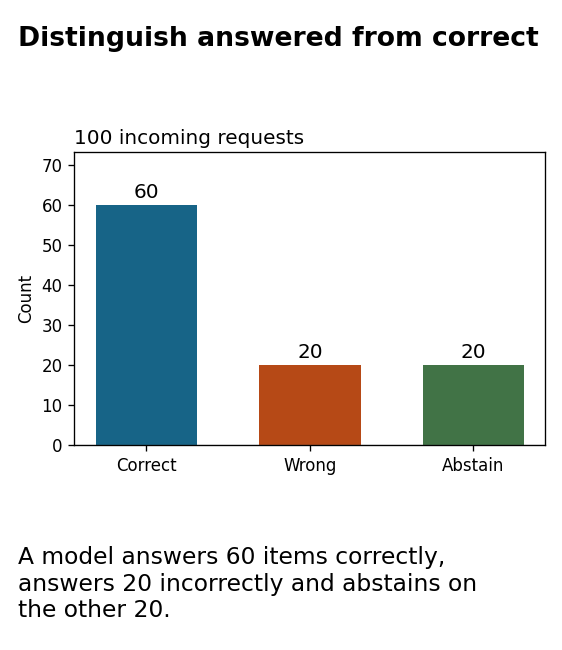 Distinguish answered from correct
100 incoming requests
70
60
50
40
30
20
10
0
Count
60
20
20
Correct
Wrong
Abstain
A model answers 60 items correctly,
answers 20 incorrectly and abstains on
the other 20.